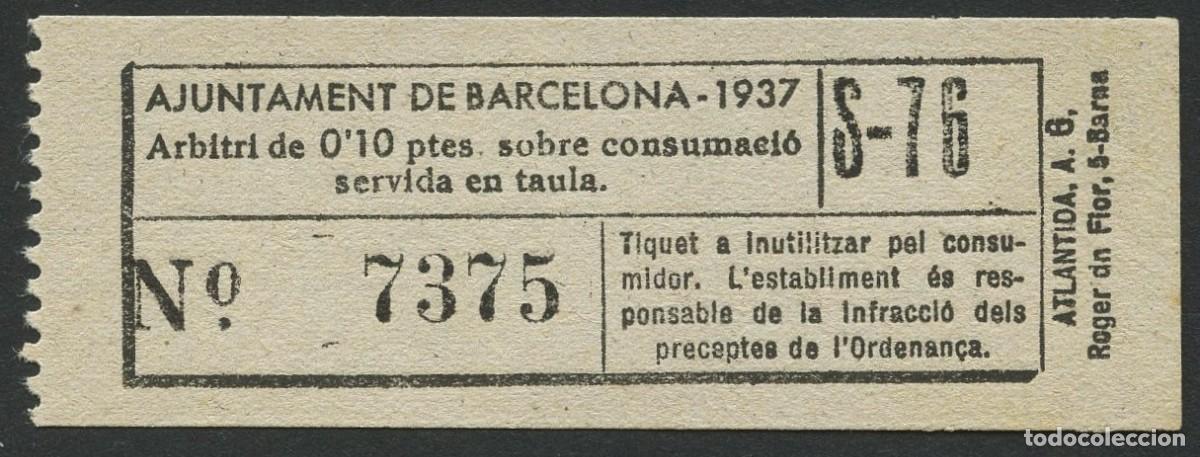 AJUNTAMENT DE BARCELONA - 1937
Arbitri de 0'10 ptes. sobre consumació
servida en taula.
S-76
Nº 7375
Tiquet a inutilitzar pel consu-
midor. L'establiment és res-
ponsable de la infracció dels
preceptes de l'Ordenança.
ATLANTIDA, A. G,
Roger dn Flor, 5-Barna
todocoleccion